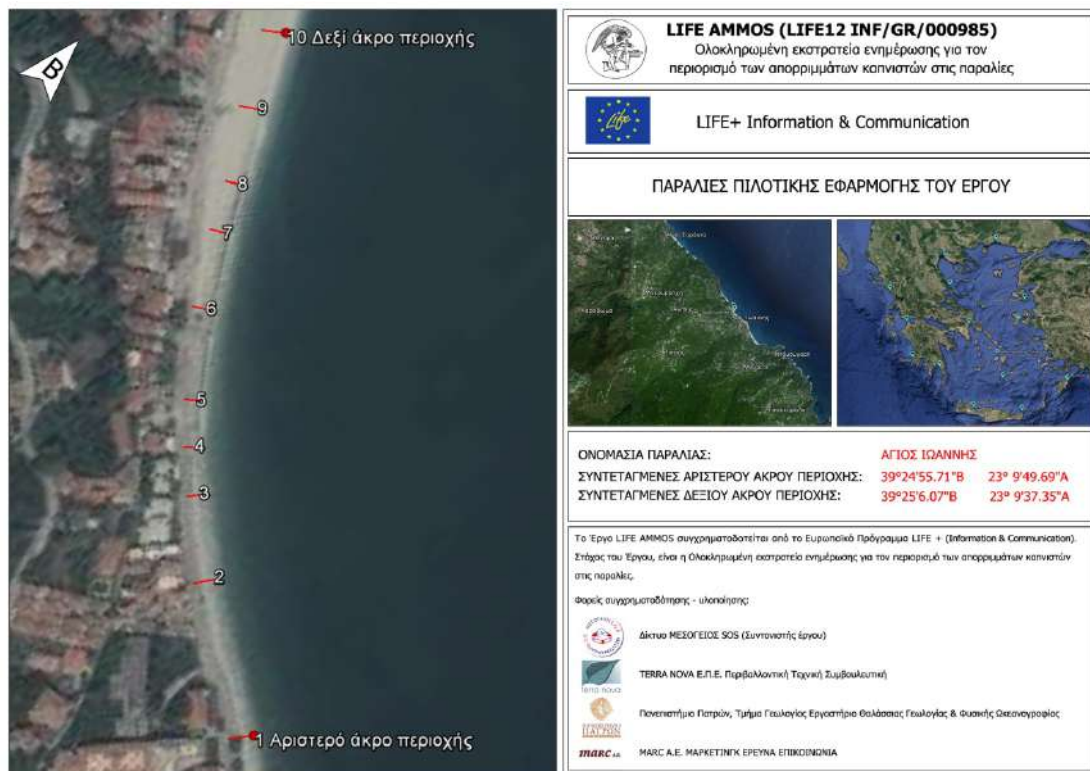 Β
10 Δεξί άκρο περιοχής
9
8
7
6
5
4
3
2
1 Αριστερό άκρο περιοχής
LIFE AMMOS (LIFE12 INF/GR/000985)
Ολοκληρωμένη εκστρατεία ενημέρωσης για τον
περιορισμό των απορριμμάτων καπνιστών στις παραλίες
Life
LIFE+ Information & Communication
ΠΑΡΑΛΙΕΣ ΠΙΛΟΤΙΚΗΣ ΕΦΑΡΜΟΓΗΣ ΤΟΥ ΕΡΓΟΥ
ΟΝΟΜΑΣΙΑ ΠΑΡΑΛΙΑΣ: ΑΓΙΟΣ ΙΩΑΝΝΗΣ
ΣΥΝΤΕΤΑΓΜΕΝΕΣ ΑΡΙΣΤΕΡΟΥ ΑΚΡΟΥ ΠΕΡΙΟΧΗΣ: 39°24'55.71"Β 23° 9'49.69"Α
ΣΥΝΤΕΤΑΓΜΕΝΕΣ ΔΕΞΙΟΥ ΑΚΡΟΥ ΠΕΡΙΟΧΗΣ: 39°25'6.07"Β 23° 9'37.35"Α
Το Έργο LIFE AMMOS συγχρηματοδοτείται από το Ευρωπαϊκό Πρόγραμμα LIFE + (Information & Communication).
Στόχος του Έργου, είναι η Ολοκληρωμένη εκστρατεία ενημέρωσης για τον περιορισμό των απορριμμάτων καπνιστών
στις παραλίες.
Φορείς συγχρηματοδότησης - υλοποίησης:
Δίκτυο ΜΕΣΟΓΕΙΟΣ SOS (Συντονιστής έργου)
terra nova
TERRA NOVA Ε.Π.Ε. Περιβαλλοντική Τεχνική Συμβουλευτική
ΠΑΤΡΩΝ
Πανεπιστήμιο Πατρών, Τμήμα Γεωλογίας Εργαστήριο Θαλάσσιας Γεωλογίας & Φυσικής Ωκεανογραφίας
marc A.E.
MARC A.E. ΜΑΡΚΕΤΙΝΓΚ ΕΡΕΥΝΑ ΕΠΙΚΟΙΝΩΝΙΑ